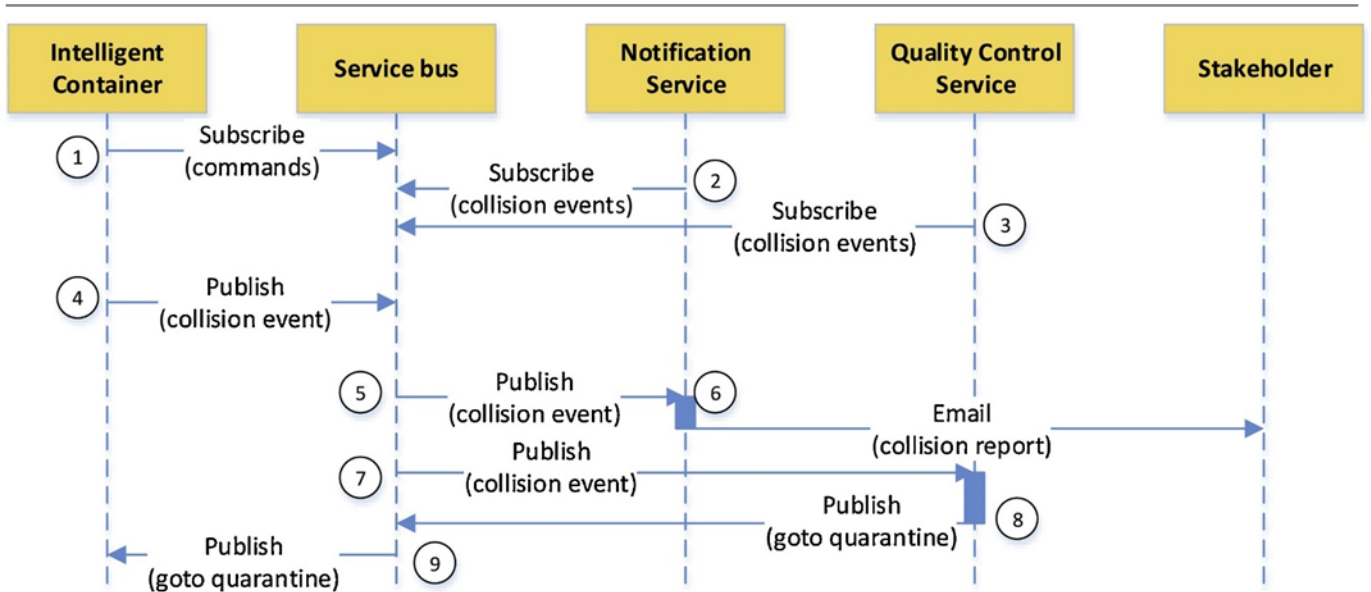 Intelligent
Container
Service bus
Notification
Service
Quality Control
Service
Stakeholder
1
Subscribe
(commands)
2
Subscribe
(collision events)
3
Subscribe
(collision events)
4
Publish
(collision event)
5
Publish
(collision event)
6
Email
(collision report)
7
Publish
(collision event)
8
Publish
(goto quarantine)
9
Publish
(goto quarantine)